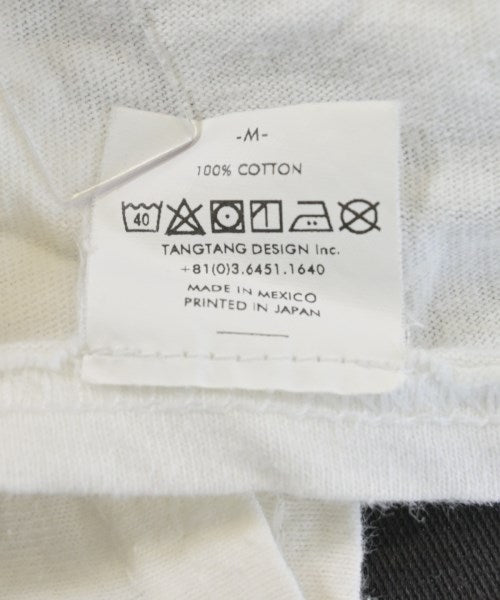 -M-
100% COTTON
40
TANGTANG DESIGN Inc.
+81(0)3.6451.1640
MADE IN MEXICO
PRINTED IN JAPAN